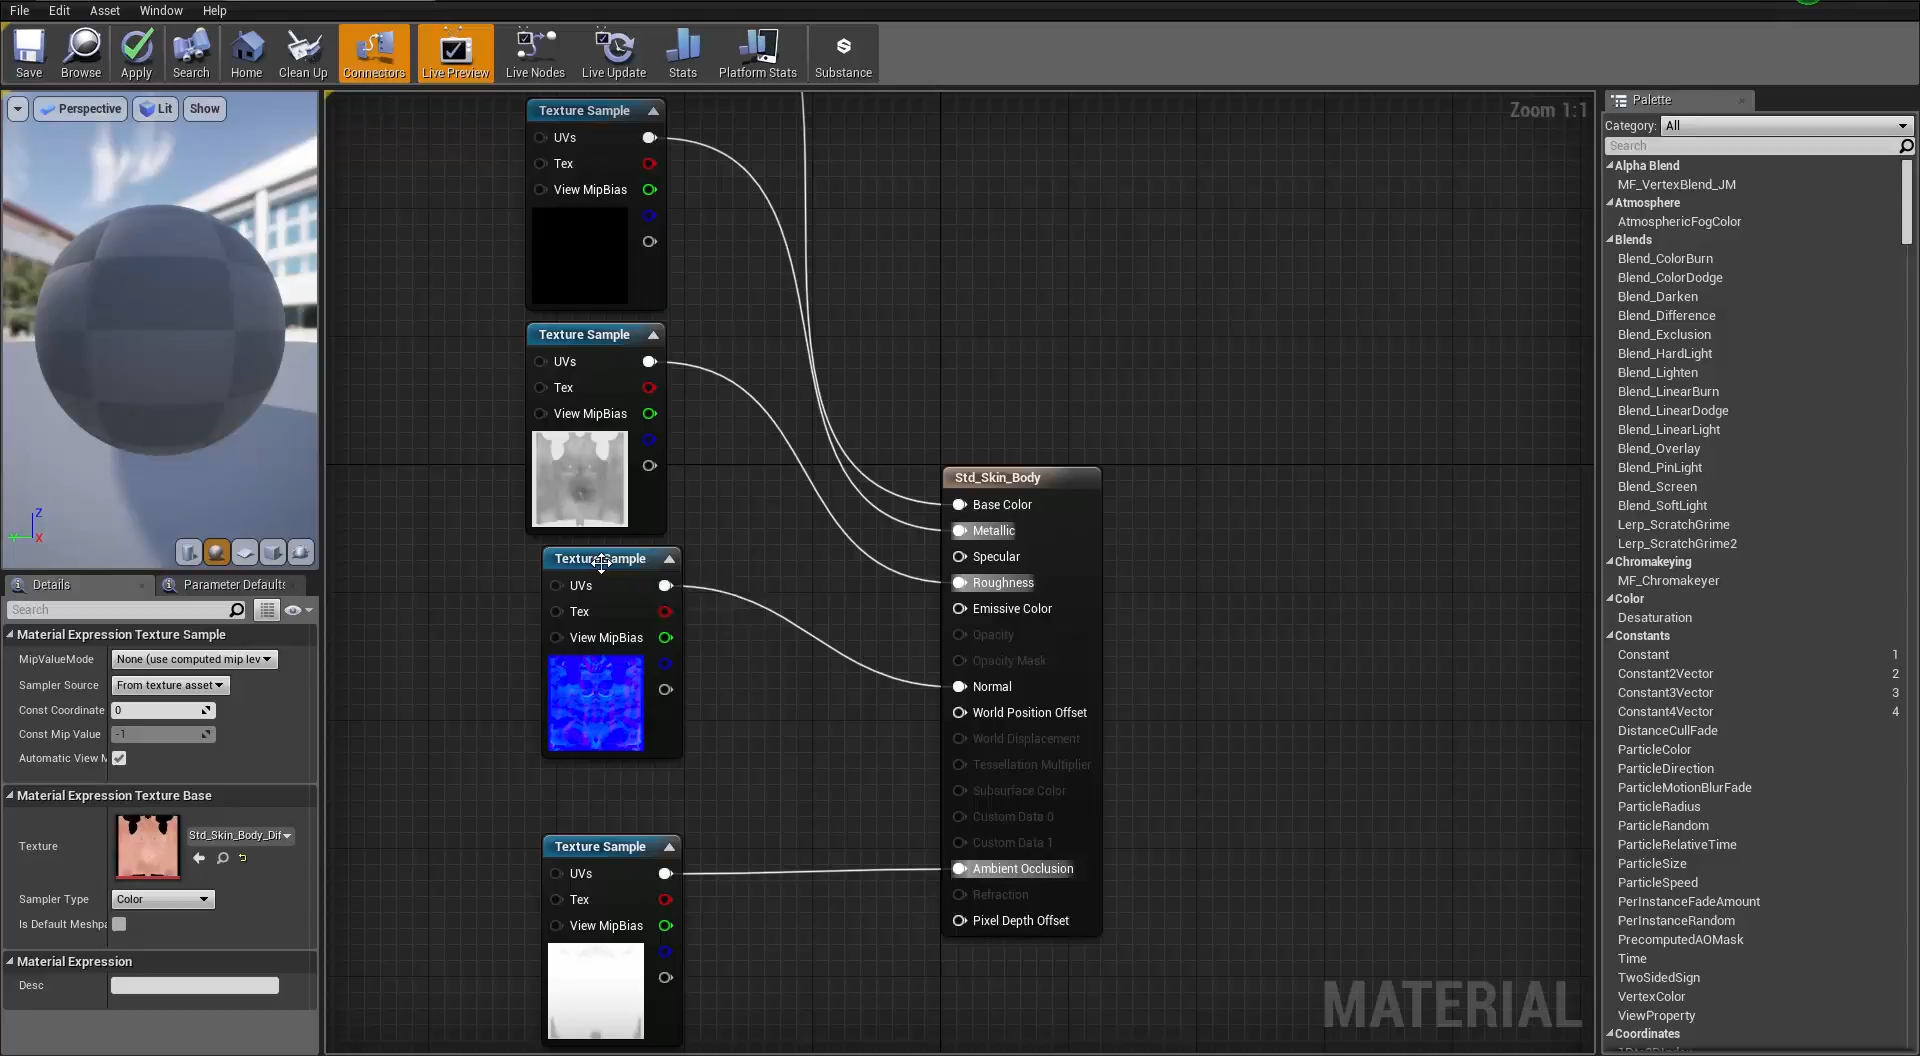 File Edit Asset Window Help
Save Browse Apply Search Home Clean Up Connectors Live Preview Live Nodes Live Update Stats Platform Stats Substance
Perspective Lit Show
Z
Y X
Details Parameter Defaults
Search
Material Expression Texture Sample
MipValueMode None (use computed mip lev
Sampler Source From texture asset
Const Coordinate 0
Const Mip Value -1
Automatic View M
Material Expression Texture Base
Texture Std_Skin_Body_Dif
Sampler Type Color
Is Default Meshpa
Material Expression
Desc
Zoom 1:1
Texture Sample
UVs
Tex
View MipBias
Texture Sample
UVs
Tex
View MipBias
Texture Sample
UVs
Tex
View MipBias
Texture Sample
UVs
Tex
View MipBias
Std_Skin_Body
Base Color
Metallic
Specular
Roughness
Emissive Color
Opacity
Opacity Mask
Normal
World Position Offset
World Displacement
Tessellation Multiplier
Subsurface Color
Custom Data 0
Custom Data 1
Ambient Occlusion
Refraction
Pixel Depth Offset
MATERIAL
Palette
Category: All
Search
Alpha Blend
MF_VertexBlend_JM
Atmosphere
AtmosphericFogColor
Blends
Blend_ColorBurn
Blend_ColorDodge
Blend_Darken
Blend_Difference
Blend_Exclusion
Blend_HardLight
Blend_Lighten
Blend_LinearBurn
Blend_LinearDodge
Blend_LinearLight
Blend_Overlay
Blend_PinLight
Blend_Screen
Blend_SoftLight
Lerp_ScratchGrime
Lerp_ScratchGrime2
Chromakeying
MF_Chromakeyer
Color
Desaturation
Constants
Constant 1
Constant2Vector 2
Constant3Vector 3
Constant4Vector 4
DistanceCullFade
ParticleColor
ParticleDirection
ParticleMotionBlurFade
ParticleRadius
ParticleRandom
ParticleRelativeTime
ParticleSize
ParticleSpeed
PerInstanceFadeAmount
PerInstanceRandom
PrecomputedAOMask
Time
TwoSidedSign
VertexColor
ViewProperty
Coordinates